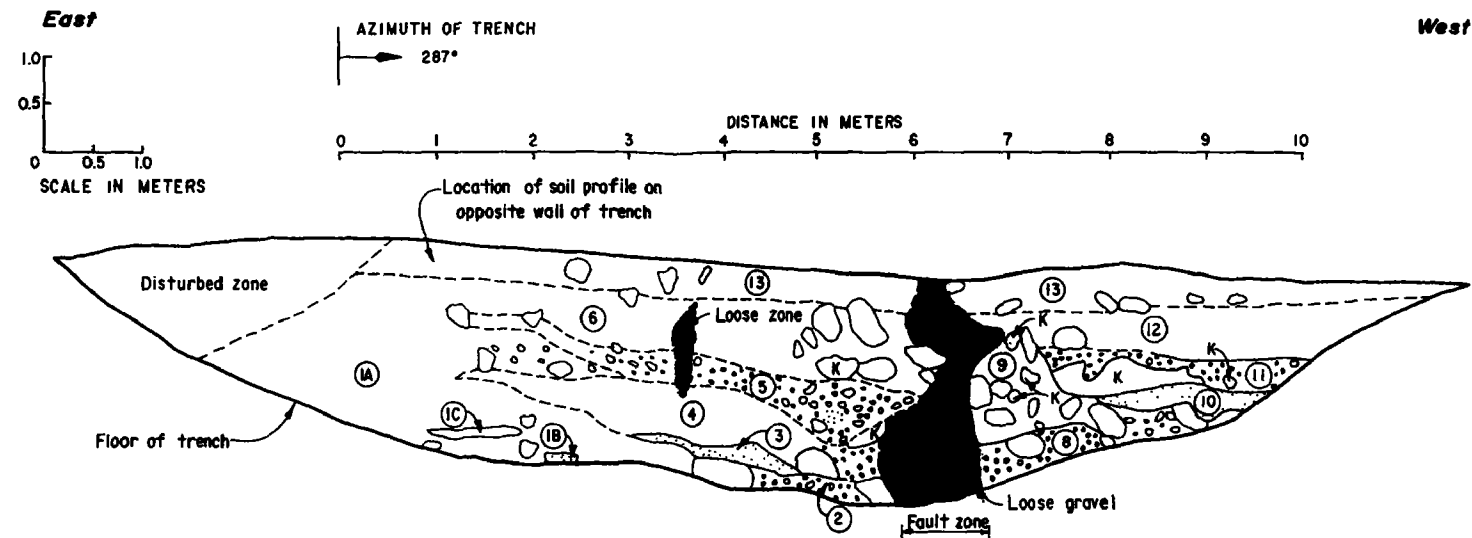 East
West
AZIMUTH OF TRENCH
287°
1.0
0.5
0 0.5 1.0
SCALE IN METERS
DISTANCE IN METERS
0 1 2 3 4 5 6 7 8 9 10
Location of soil profile on
opposite wall of trench
Disturbed zone
13
13
6
Loose zone
12
K
K
K
K
9
11
1A
5
K
10
4
K
1C
1B
3
8
Floor of trench
Loose gravel
2
Fault zone